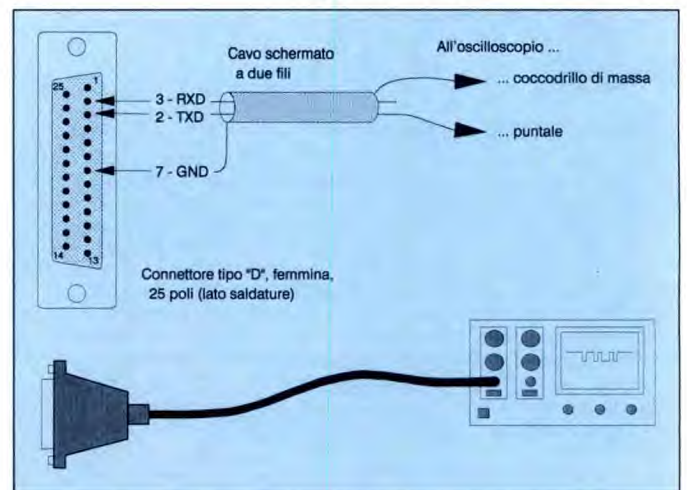 Cavo schermato
a due fili
All'oscilloscopio ...
... coccodrillo di massa
... puntale
25
1
3 - RXD
2 - TXD
7 - GND
14
13
Connettore tipo "D", femmina,
25 poli (lato saldature)